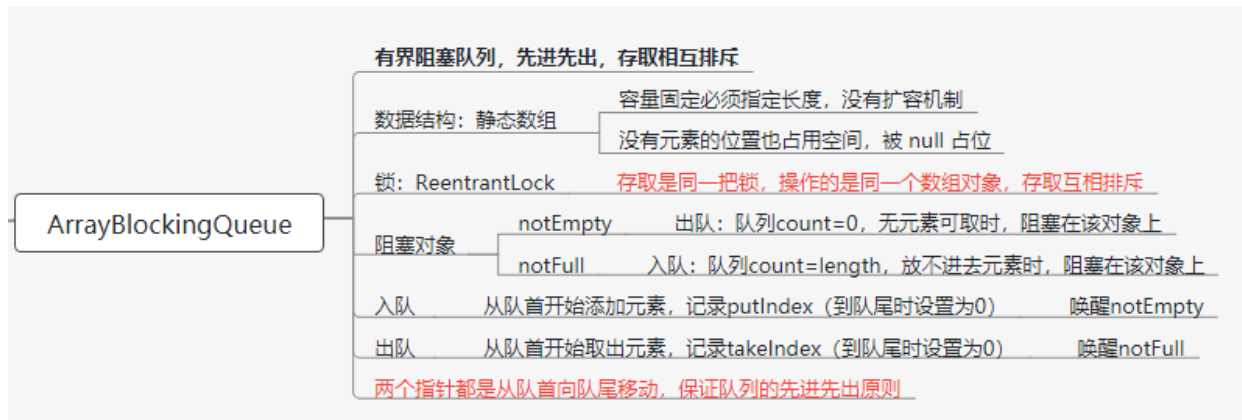 ArrayBlockingQueue
有界阻塞队列，先进先出，存取相互排斥
数据结构：静态数组
容量固定必须指定长度，没有扩容机制
没有元素的位置也占用空间，被 null 占位
锁：ReentrantLock 存取是同一把锁，操作的是同一个数组对象，存取互相排斥
阻塞对象
notEmpty 出队：队列count=0，无元素可取时，阻塞在该对象上
notFull 入队：队列count=length，放不进去元素时，阻塞在该对象上
入队 从队首开始添加元素，记录putIndex（到队尾时设置为0） 唤醒notEmpty
出队 从队首开始取出元素，记录takeIndex（到队尾时设置为0） 唤醒notFull
两个指针都是从队首向队尾移动，保证队列的先进先出原则